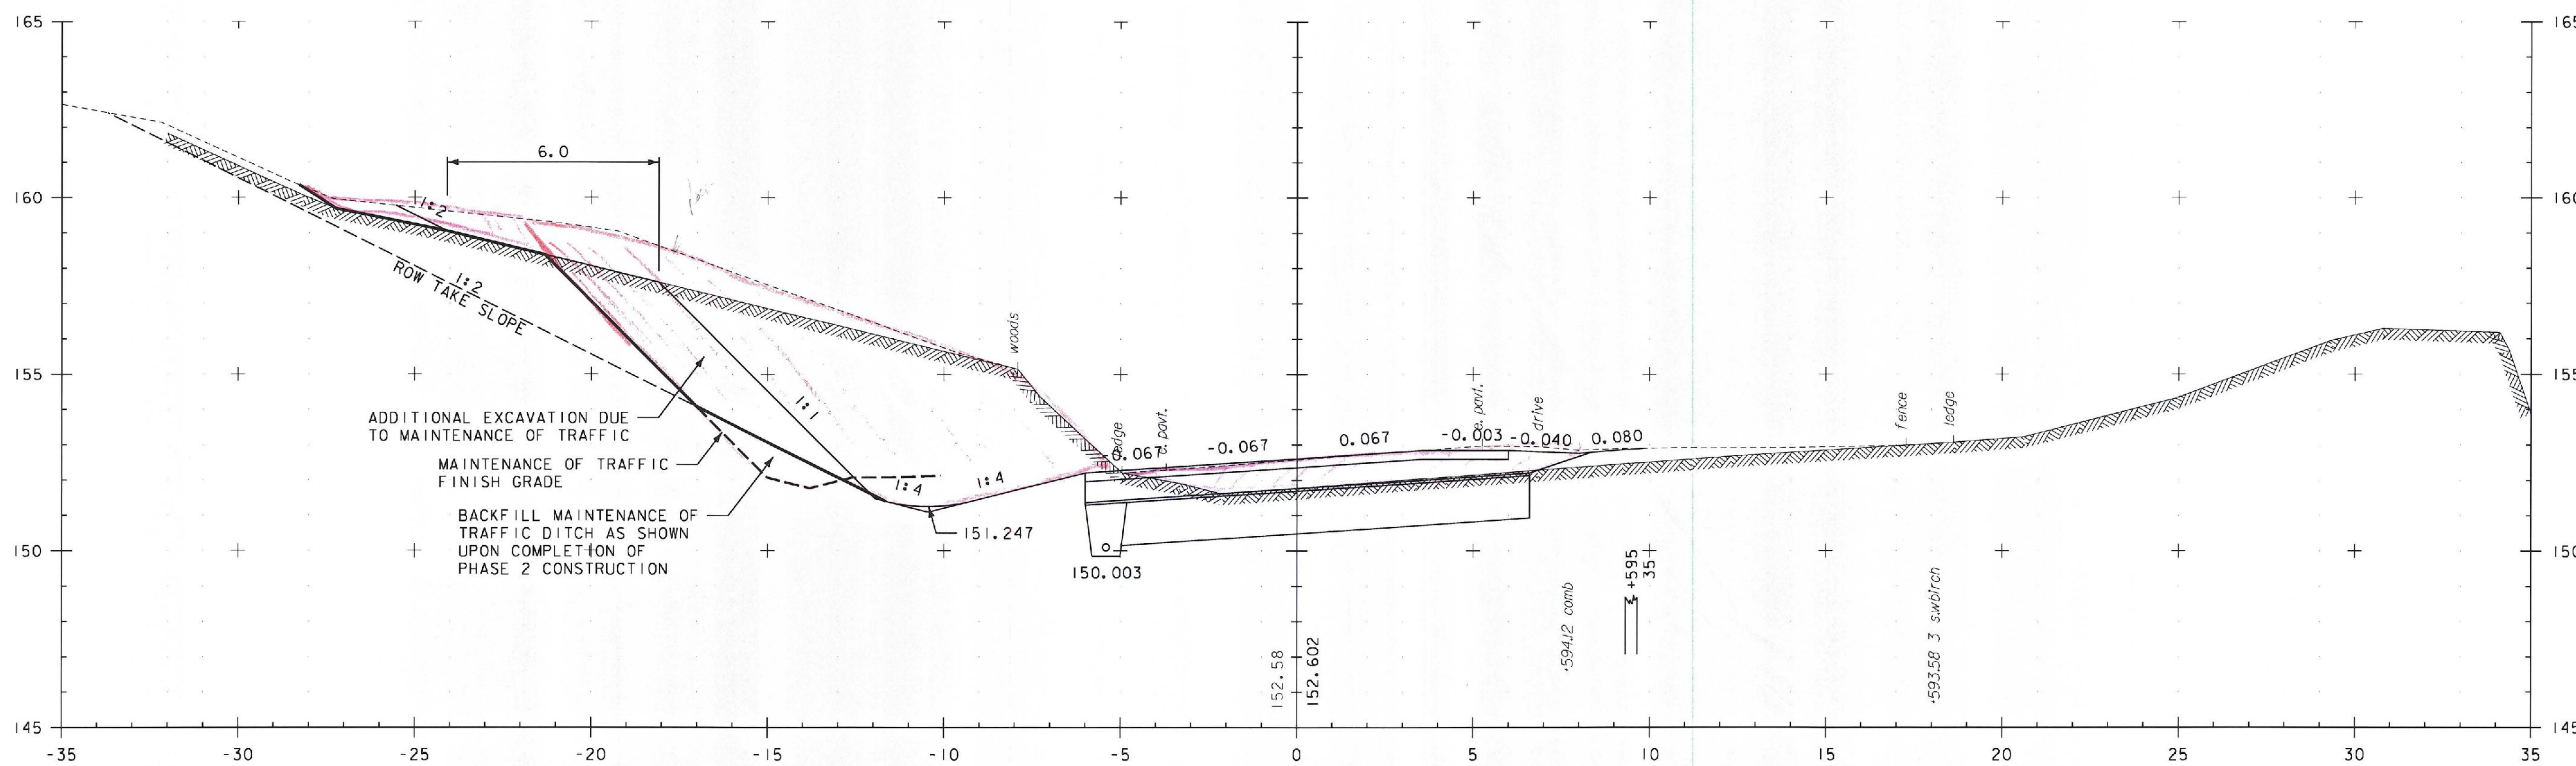 165
165
6.0
160
160
1:2
1:2
ROW TAKE SLOPE
woods
155
155
1:1
ADDITIONAL EXCAVATION DUE
TO MAINTENANCE OF TRAFFIC
MAINTENANCE OF TRAFFIC
FINISH GRADE
BACKFILL MAINTENANCE OF
TRAFFIC DITCH AS SHOWN
UPON COMPLETION OF
PHASE 2 CONSTRUCTION
1:4
1:4
151.247
ledge
e. pavt.
-0.067
-0.067
0.067
e. pavt.
-0.003
drive
-0.040
0.080
fence
ledge
150
150
150.003
152.58
152.602
+594.12 comb
+595
35
+593.58 3 s.wbirch
145
145
-35
-30
-25
-20
-15
-10
-5
0
5
10
15
20
25
30
35